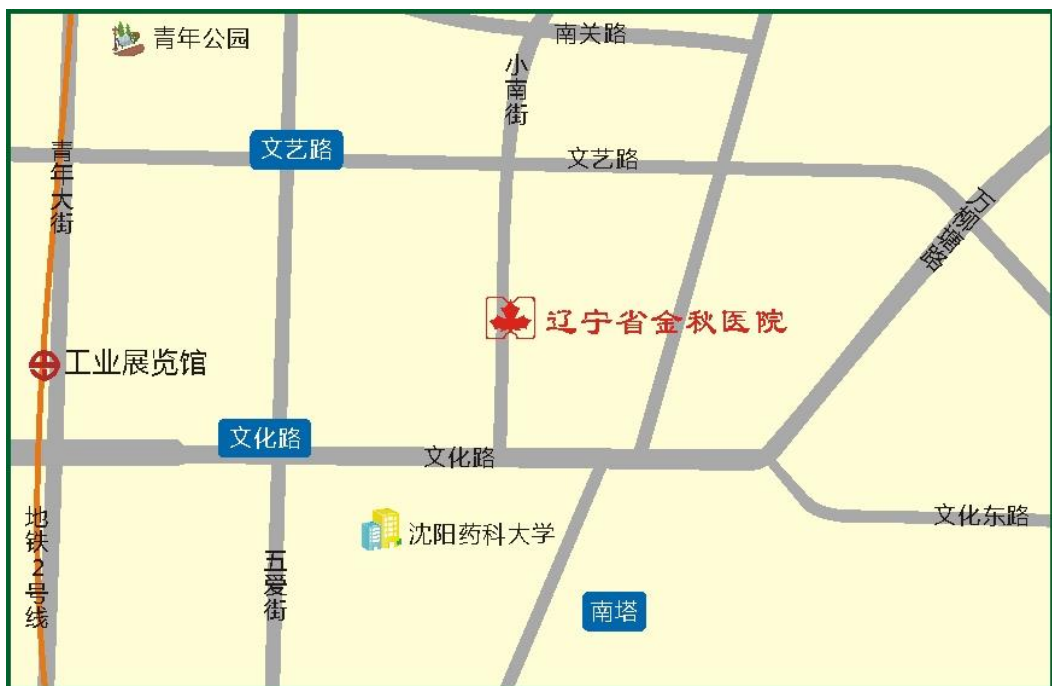 青年公园
南关路
小南街
文艺路
文艺路
青年大街
万柳塘路
辽宁省金秋医院
工业展览馆
文化路
文化路
地铁2号线
沈阳药科大学
文化东路
五爱街
南塔